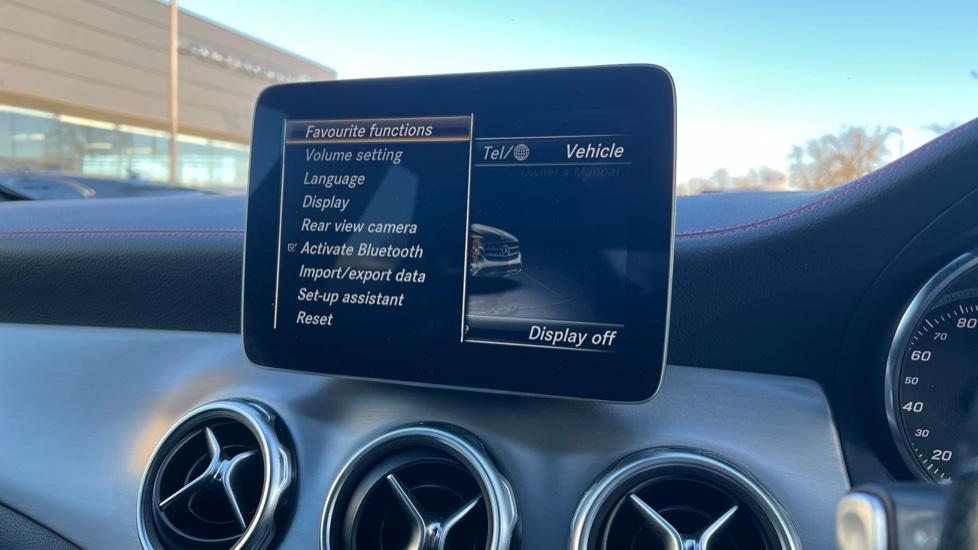 Favourite functions
Volume setting
Language
Display
Rear view camera
Activate Bluetooth
Import/export data
Set-up assistant
Reset
Tel/
Vehicle
Owner's Manual
Display off
80
70
60
50
40
30
20